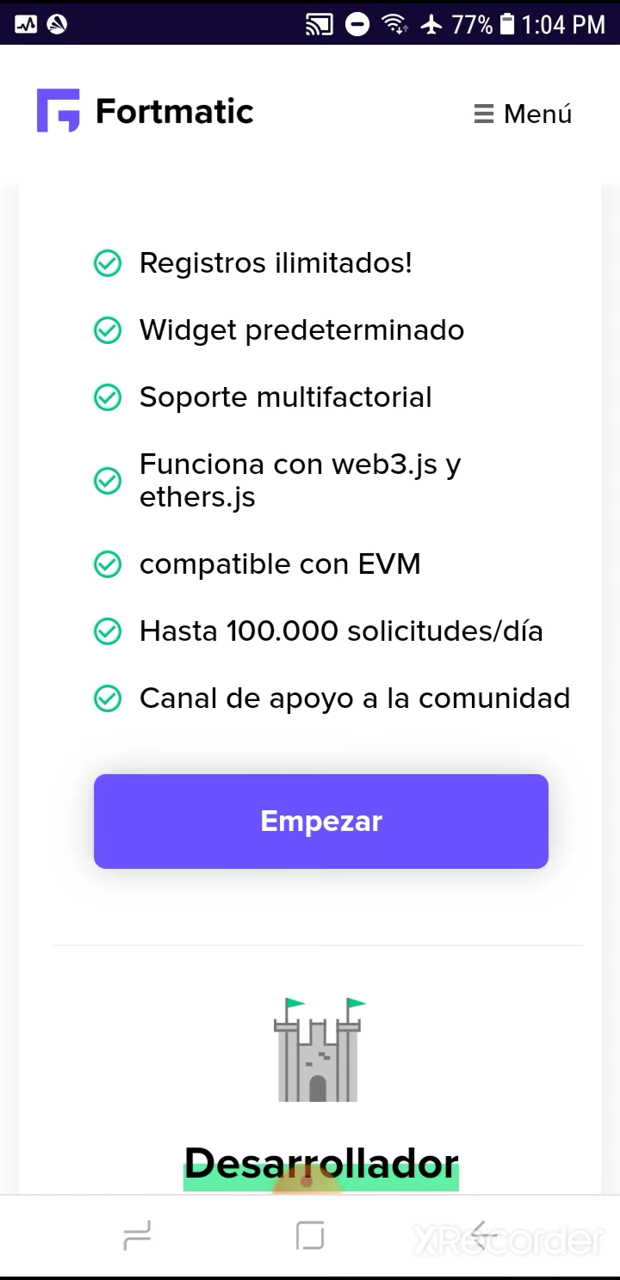 77% 1:04 PM
Fortmatic
Menú
Registros ilimitados!
Widget predeterminado
Soporte multifactorial
Funciona con web3.js y
ethers.js
compatible con EVM
Hasta 100.000 solicitudes/día
Canal de apoyo a la comunidad
Empezar
Desarrollador
XRecorder